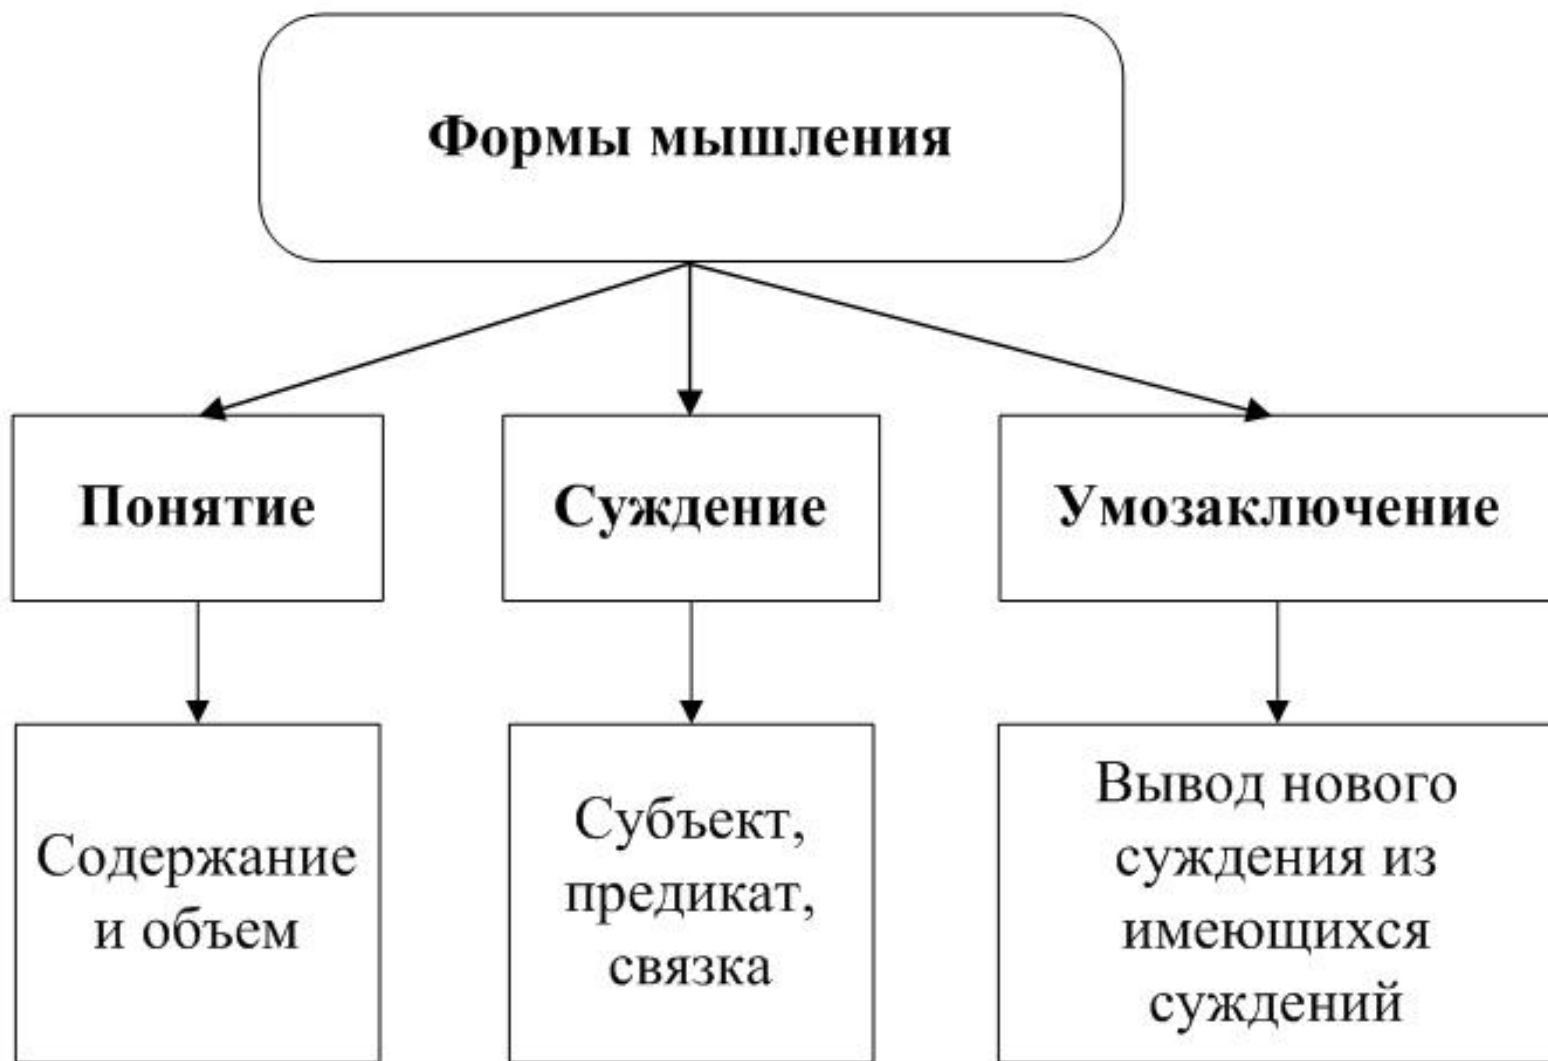 Формы мышления
Понятие
Суждение
Умозаключение
Содержание
и объем
Субъект,
предикат,
связка
Вывод нового
суждения из
имеющихся
суждений